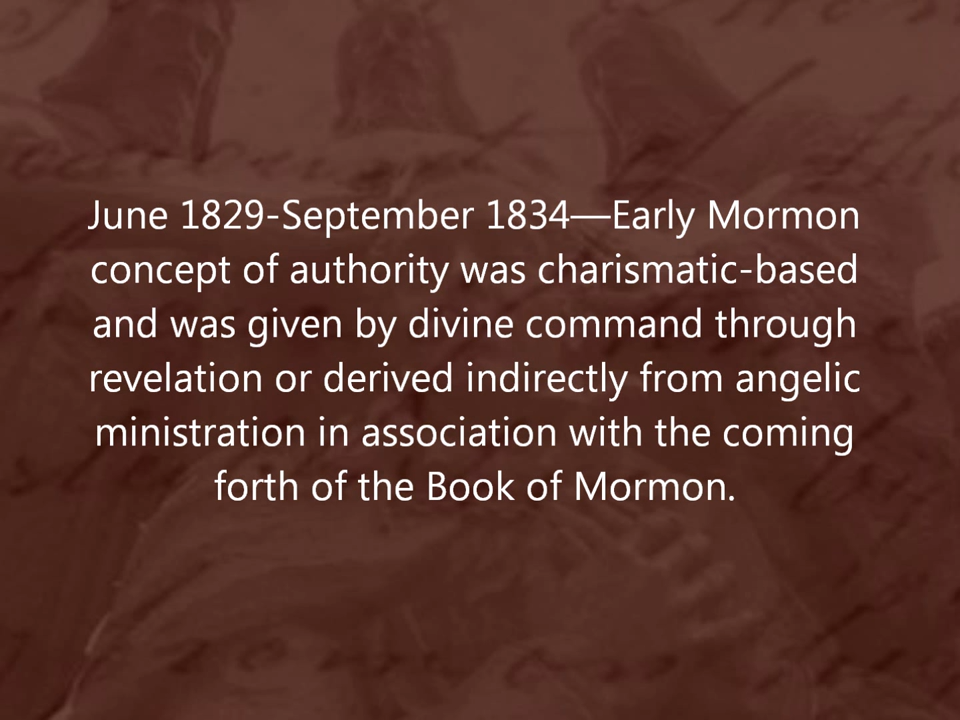 June 1829-September 1834—Early Mormon
concept of authority was charismatic-based
and was given by divine command through
revelation or derived indirectly from angelic
ministration in association with the coming
forth of the Book of Mormon.